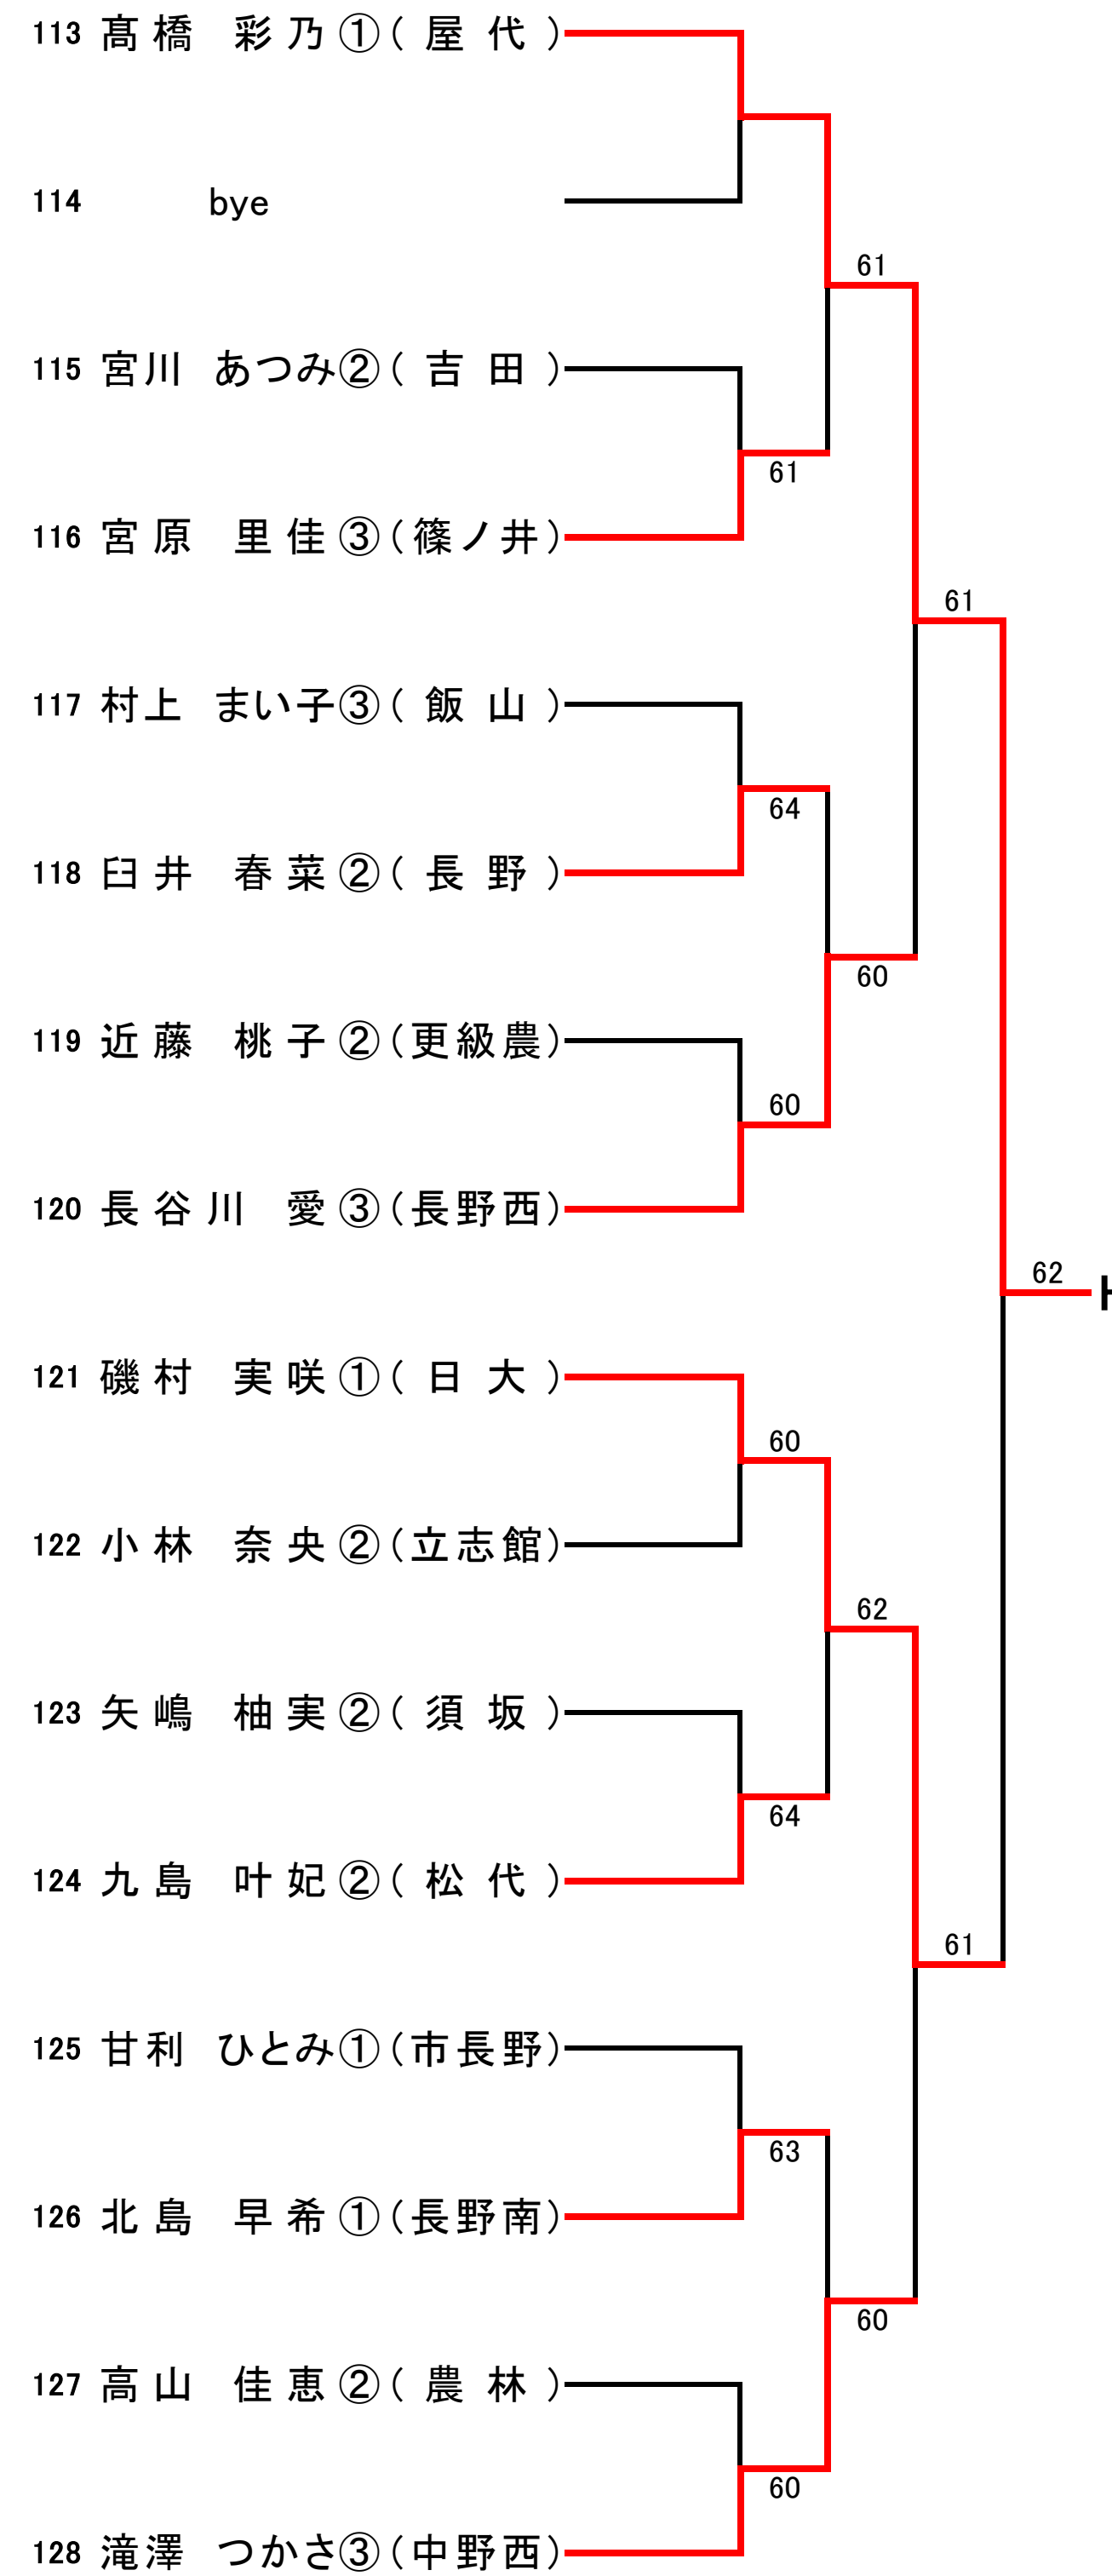 113 髙橋 彩乃①(屋代)
114 bye
61
115 宮川 あつみ②(吉田)
61
116 宮原 里佳③(篠ノ井)
61
117 村上 まい子③(飯山)
64
118 臼井 春菜②(長野)
60
119 近藤 桃子②(更級農)
60
120 長谷川 愛③(長野西)
62
121 磯村 実咲①(日大)
60
122 小林 奈央②(立志館)
62
123 矢嶋 柚実②(須坂)
64
124 九島 叶妃②(松代)
61
125 甘利 ひとみ①(市長野)
63
126 北島 早希①(長野南)
60
127 高山 佳恵②(農林)
60
128 滝澤 つかさ③(中野西)